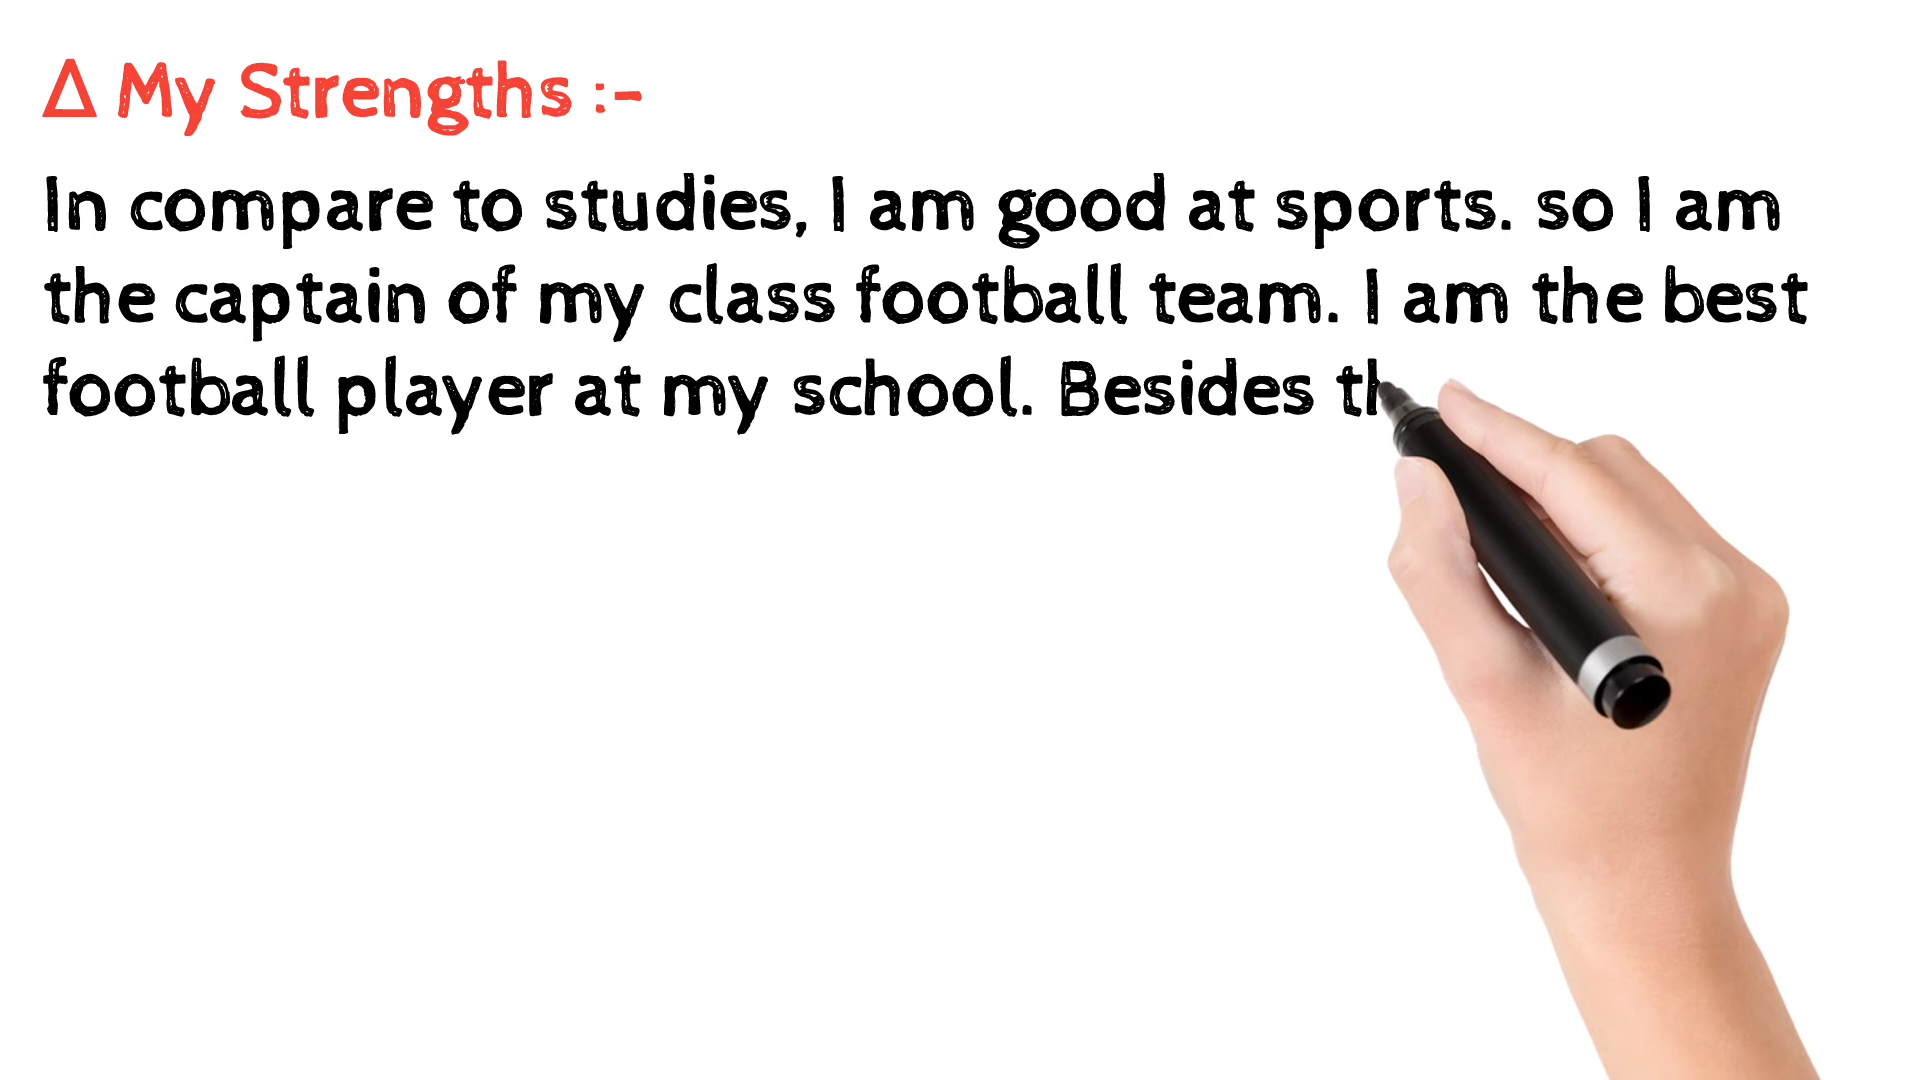 Δ My Strengths :-
In compare to studies, I am good at sports. so I am
the captain of my class football team. I am the best
football player at my school. Besides th